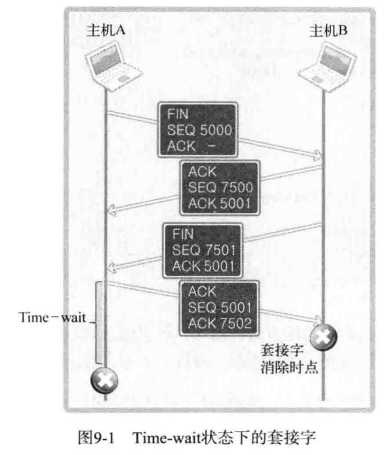 主机A
主机B
FIN
SEQ 5000
ACK －
ACK
SEQ 7500
ACK 5001
FIN
SEQ 7501
ACK 5001
ACK
SEQ 5001
ACK 7502
Time－wait
套接字
消除时点
图9-1 Time-wait状态下的套接字